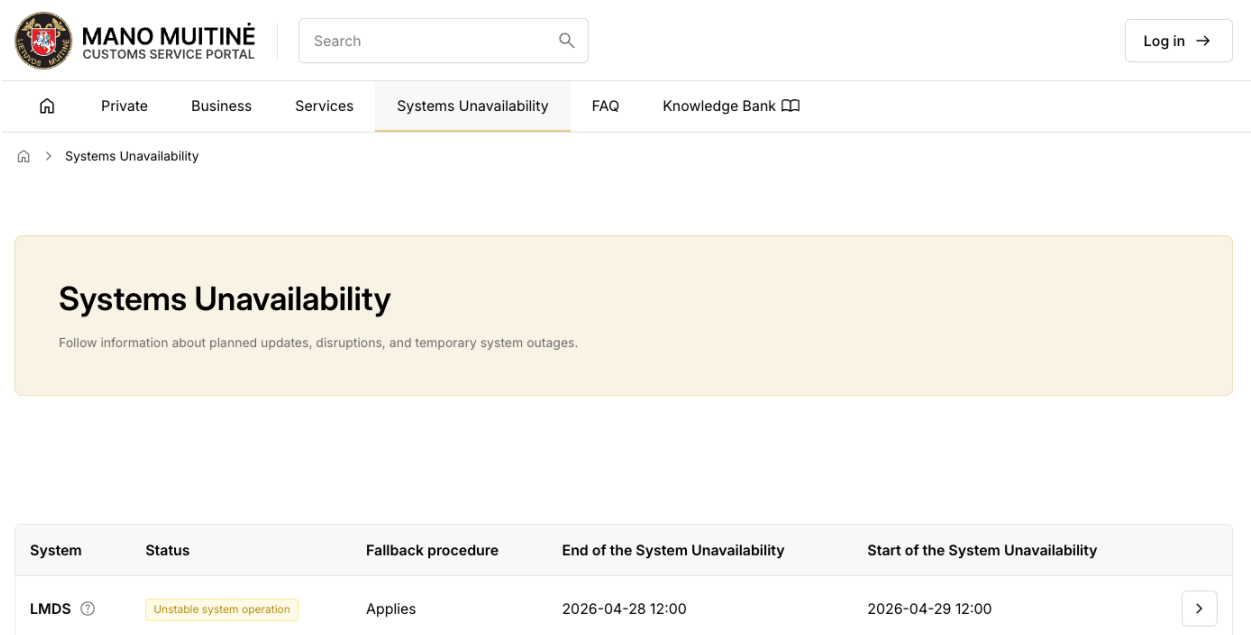 LIETUVOS MUITINĖ
MANO MUITINĖ
CUSTOMS SERVICE PORTAL
Search
Log in
Private
Business
Services
Systems Unavailability
FAQ
Knowledge Bank
Systems Unavailability
Systems Unavailability
Follow information about planned updates, disruptions, and temporary system outages.
System Status Fallback procedure End of the System Unavailability Start of the System Unavailability
LMDS Unstable system operation Applies 2026-04-28 12:00 2026-04-29 12:00